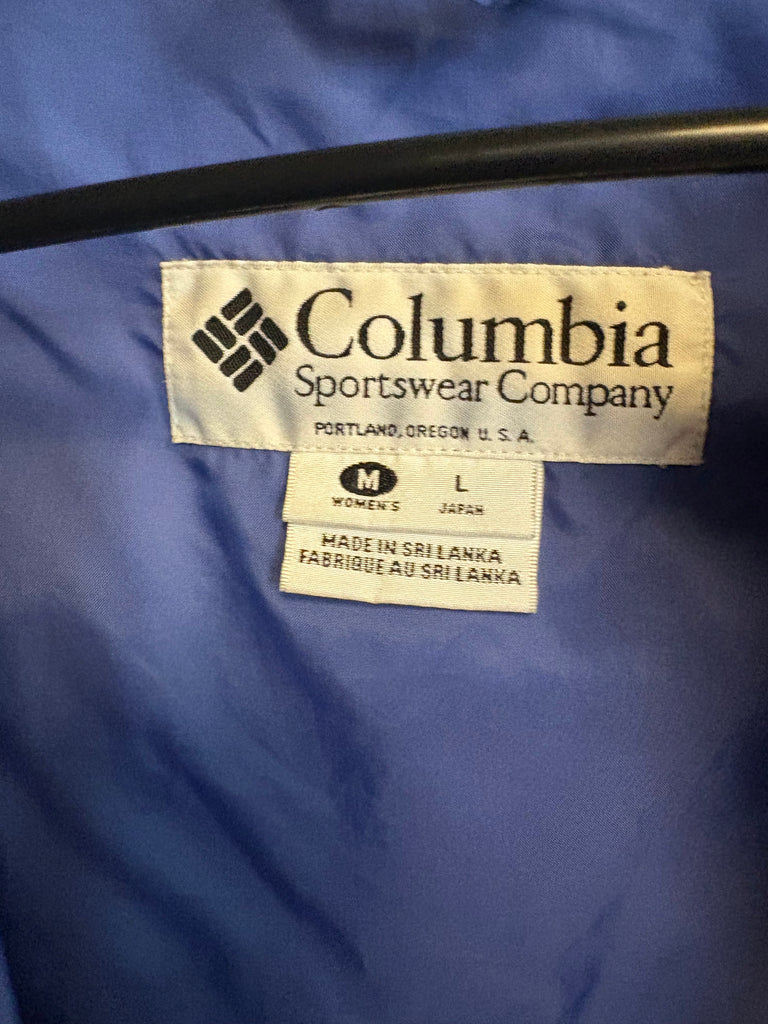 Columbia
Sportswear Company
PORTLAND, OREGON U. S. A.
M L
WOMEN'S JAPAN
MADE IN SRI LANKA
FABRIQUE AU SRI LANKA